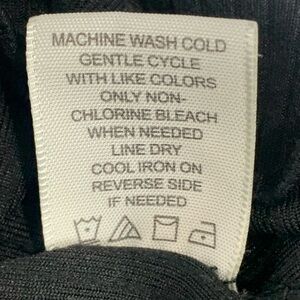 MACHINE WASH COLD
GENTLE CYCLE
WITH LIKE COLORS
ONLY NON-
CHLORINE BLEACH
WHEN NEEDED
LINE DRY
COOL IRON ON
REVERSE SIDE
IF NEEDED